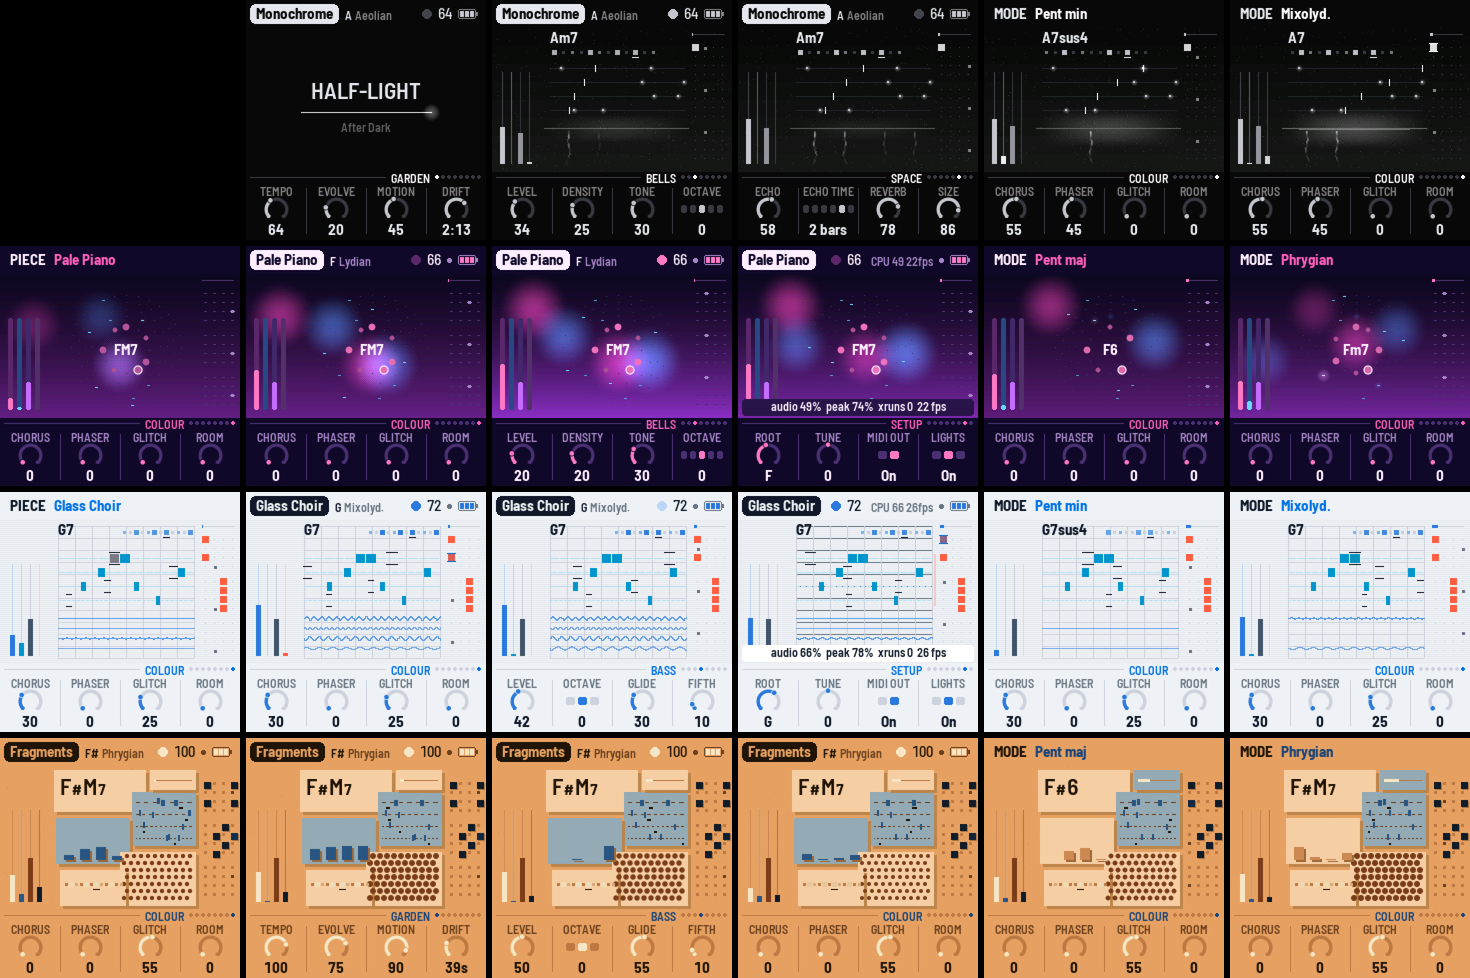 Monochrome A Aeolian 64
HALF-LIGHT
After Dark
GARDEN
TEMPO EVOLVE MOTION DRIFT
64 20 45 2:13
Monochrome A Aeolian 64
Am7
BELLS
LEVEL DENSITY TONE OCTAVE
34 25 30 0
Monochrome A Aeolian 64
Am7
SPACE
ECHO ECHO TIME REVERB SIZE
58 2 bars 78 86
MODE Pent min
A7sus4
COLOUR
CHORUS PHASER GLITCH ROOM
55 45 0 0
MODE Mixolyd.
A7
COLOUR
CHORUS PHASER GLITCH ROOM
55 45 0 0
PIECE Pale Piano
FM7
COLOUR
CHORUS PHASER GLITCH ROOM
0 0 0 0
Pale Piano F Lydian 66
FM7
COLOUR
CHORUS PHASER GLITCH ROOM
0 0 0 0
Pale Piano F Lydian 66
FM7
BELLS
LEVEL DENSITY TONE OCTAVE
20 20 30 0
Pale Piano 66 CPU 49 22fps
FM7
audio 49% peak 74% xruns 0 22 fps
SETUP
ROOT TUNE MIDI OUT LIGHTS
F 0 On On
MODE Pent maj
F6
COLOUR
CHORUS PHASER GLITCH ROOM
0 0 0 0
MODE Phrygian
Fm7
COLOUR
CHORUS PHASER GLITCH ROOM
0 0 0 0
PIECE Glass Choir
G7
COLOUR
CHORUS PHASER GLITCH ROOM
30 0 25 0
Glass Choir G Mixolyd. 72
G7
COLOUR
CHORUS PHASER GLITCH ROOM
30 0 25 0
Glass Choir G Mixolyd. 72
G7
BASS
LEVEL OCTAVE GLIDE FIFTH
42 0 30 10
Glass Choir 72 CPU 66 26fps
G7
audio 66% peak 78% xruns 0 26 fps
SETUP
ROOT TUNE MIDI OUT LIGHTS
G 0 On On
MODE Pent min
G7sus4
COLOUR
CHORUS PHASER GLITCH ROOM
30 0 25 0
MODE Mixolyd.
G7
COLOUR
CHORUS PHASER GLITCH ROOM
30 0 25 0
Fragments F# Phrygian 100
F#M7
COLOUR
CHORUS PHASER GLITCH ROOM
0 0 55 0
Fragments F# Phrygian 100
F#M7
GARDEN
TEMPO EVOLVE MOTION DRIFT
100 75 90 39s
Fragments F# Phrygian 100
F#M7
BASS
LEVEL OCTAVE GLIDE FIFTH
50 0 55 10
Fragments F# Phrygian 100
F#M7
COLOUR
CHORUS PHASER GLITCH ROOM
0 0 55 0
MODE Pent maj
F#6
COLOUR
CHORUS PHASER GLITCH ROOM
0 0 55 0
MODE Phrygian
F#M7
COLOUR
CHORUS PHASER GLITCH ROOM
0 0 55 0